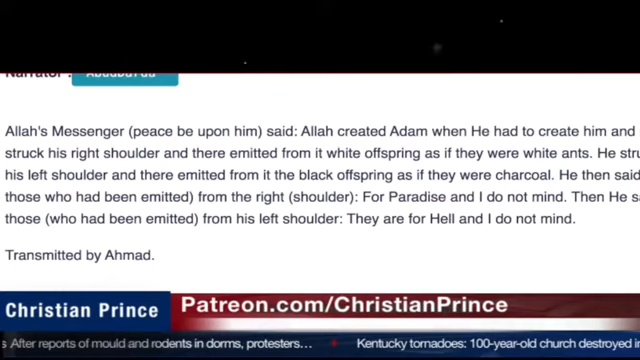 Narrator : Abudbarda
Allah's Messenger (peace be upon him) said: Allah created Adam when He had to create him and
struck his right shoulder and there emitted from it white offspring as if they were white ants. He stru
his left shoulder and there emitted from it the black offspring as if they were charcoal. He then said
those who had been emitted) from the right (shoulder): For Paradise and I do not mind. Then He sa
those (who had been emitted) from his left shoulder: They are for Hell and I do not mind.
Transmitted by Ahmad.
Christian Prince
Patreon.com/ChristianPrince
s After reports of mould and rodents in dorms, protesters... Kentucky tornadoes: 100-year-old church destroyed in